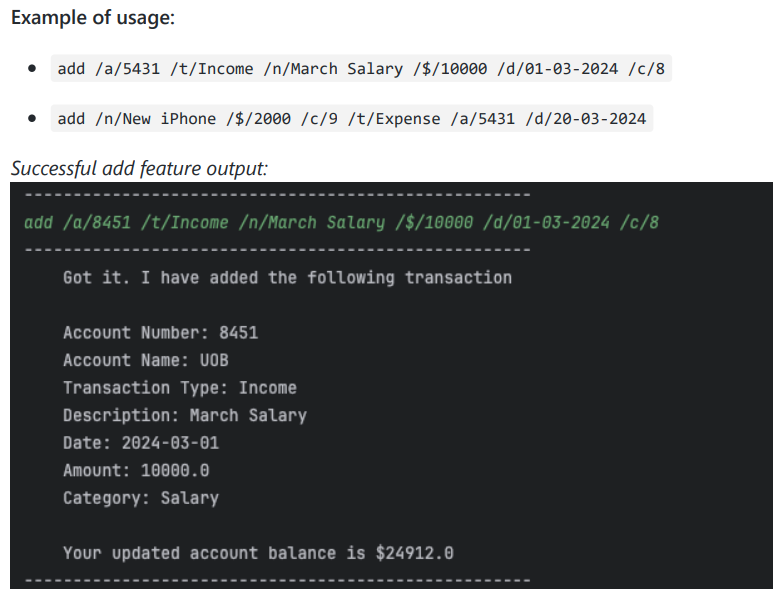 Example of usage:
• add /a/5431 /t/Income /n/March Salary /$/10000 /d/01-03-2024 /c/8
• add /n/New iPhone /$/2000 /c/9 /t/Expense /a/5431 /d/20-03-2024
Successful add feature output:
----------------------------------------------------
add /a/8451 /t/Income /n/March Salary /$/10000 /d/01-03-2024 /c/8
----------------------------------------------------
Got it. I have added the following transaction
Account Number: 8451
Account Name: UOB
Transaction Type: Income
Description: March Salary
Date: 2024-03-01
Amount: 10000.0
Category: Salary
Your updated account balance is $24912.0
----------------------------------------------------